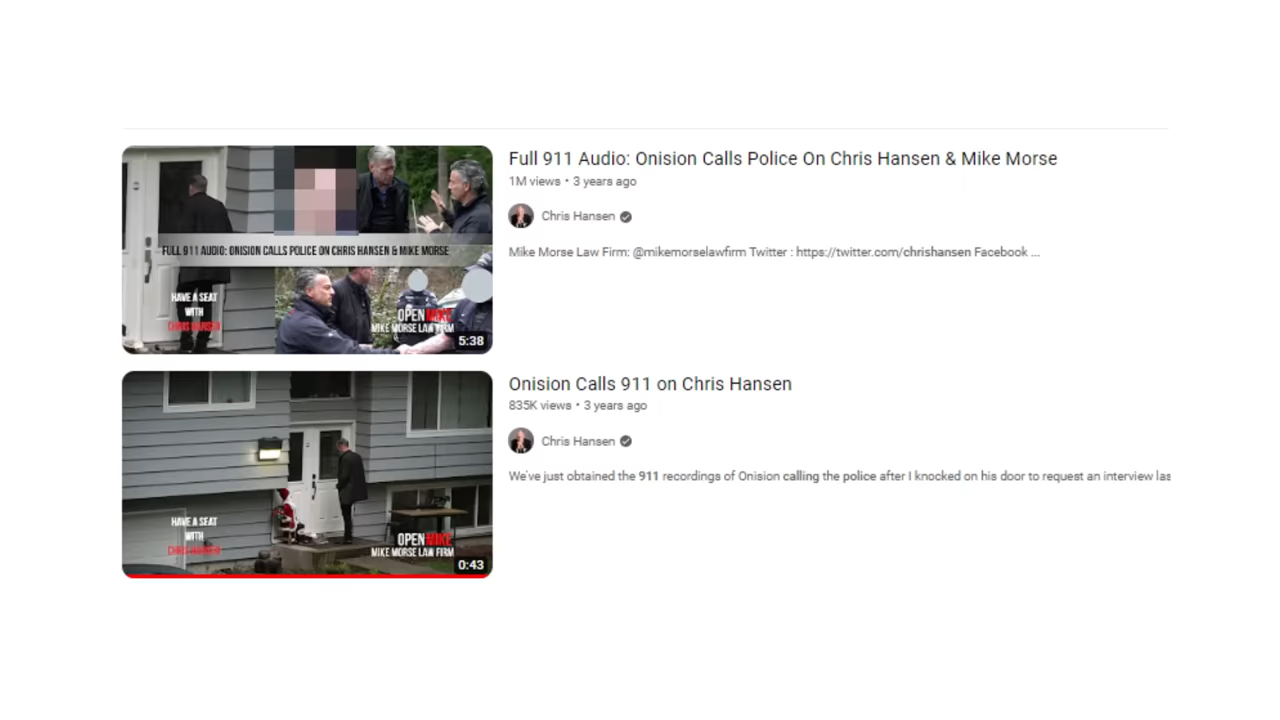 FULL 911 AUDIO: ONISION CALLS POLICE ON CHRIS HANSEN & MIKE MORSE
HAVE A SEAT
WITH
CHRIS HANSEN
OPEN MIKE
MIKE MORSE LAW FIRM
5:38
Full 911 Audio: Onision Calls Police On Chris Hansen & Mike Morse
1M views • 3 years ago
Chris Hansen
Mike Morse Law Firm: @mikemorselawfirm Twitter : https://twitter.com/chrishansen Facebook ...
HAVE A SEAT
WITH
CHRIS HANSEN
OPEN MIKE
MIKE MORSE LAW FIRM
0:43
Onision Calls 911 on Chris Hansen
835K views • 3 years ago
Chris Hansen
We've just obtained the 911 recordings of Onision calling the police after I knocked on his door to request an interview las